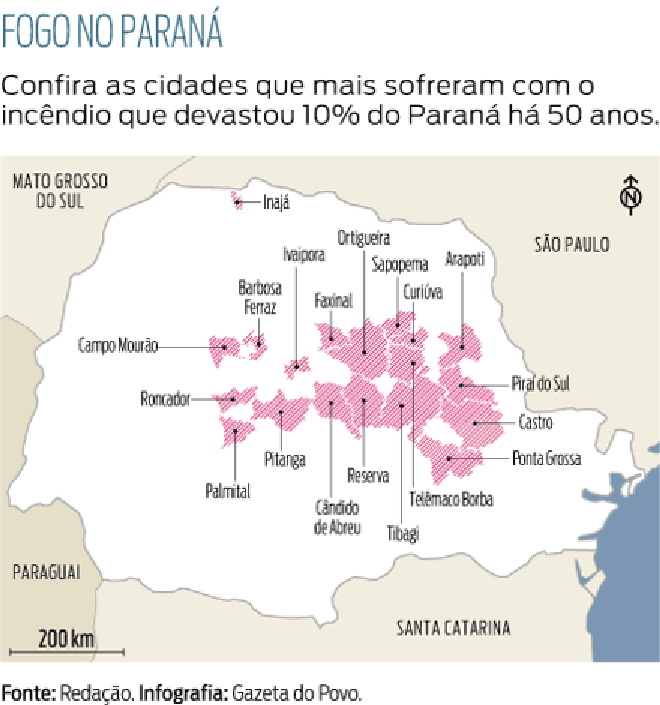 FOGO NO PARANÁ
Confira as cidades que mais sofreram com o
incêndio que devastou 10% do Paraná há 50 anos.
MATO GROSSO
DO SUL
Inajá
N
SÃO PAULO
Ortigueira
Ivaipora
Sapopema
Arapoti
Barbosa
Ferraz
Faxinal
Curiúva
Campo Mourão
Roncador
Piraí do Sul
Castro
Ponta Grossa
Pitanga
Palmital
Reserva
Cândido
de Abreu
Telêmaco Borba
Tibagi
PARAGUAI
SANTA CATARINA
200 km
Fonte: Redação. Infografia: Gazeta do Povo.